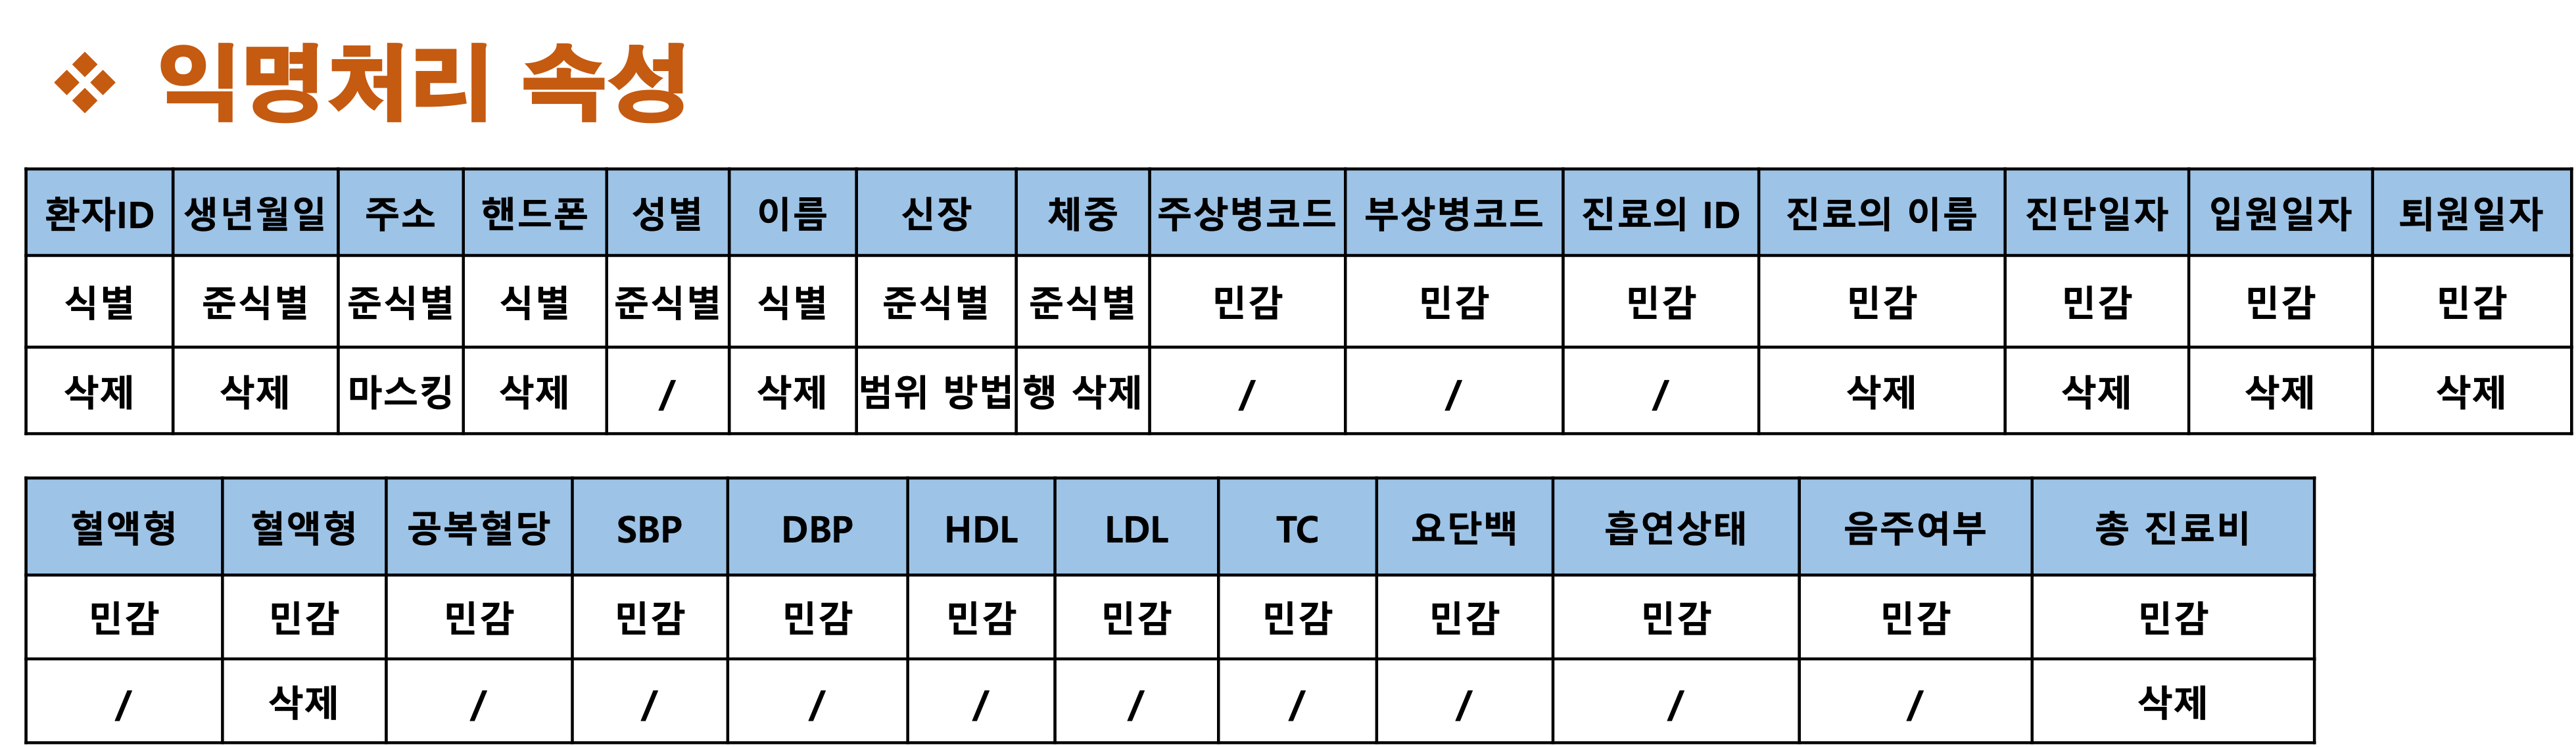 ❖ 익명처리 속성
환자ID 생년월일 주소 핸드폰 성별 이름 신장 체중 주상병코드 부상병코드 진료의 ID 진료의 이름 진단일자 입원일자 퇴원일자
식별 준식별 준식별 식별 준식별 식별 준식별 준식별 민감 민감 민감 민감 민감 민감 민감
삭제 삭제 마스킹 삭제 / 삭제 범위 방법 행 삭제 / / / 삭제 삭제 삭제 삭제
혈액형 혈액형 공복혈당 SBP DBP HDL LDL TC 요단백 흡연상태 음주여부 총 진료비
민감 민감 민감 민감 민감 민감 민감 민감 민감 민감 민감 민감
/ 삭제 / / / / / / / / / 삭제